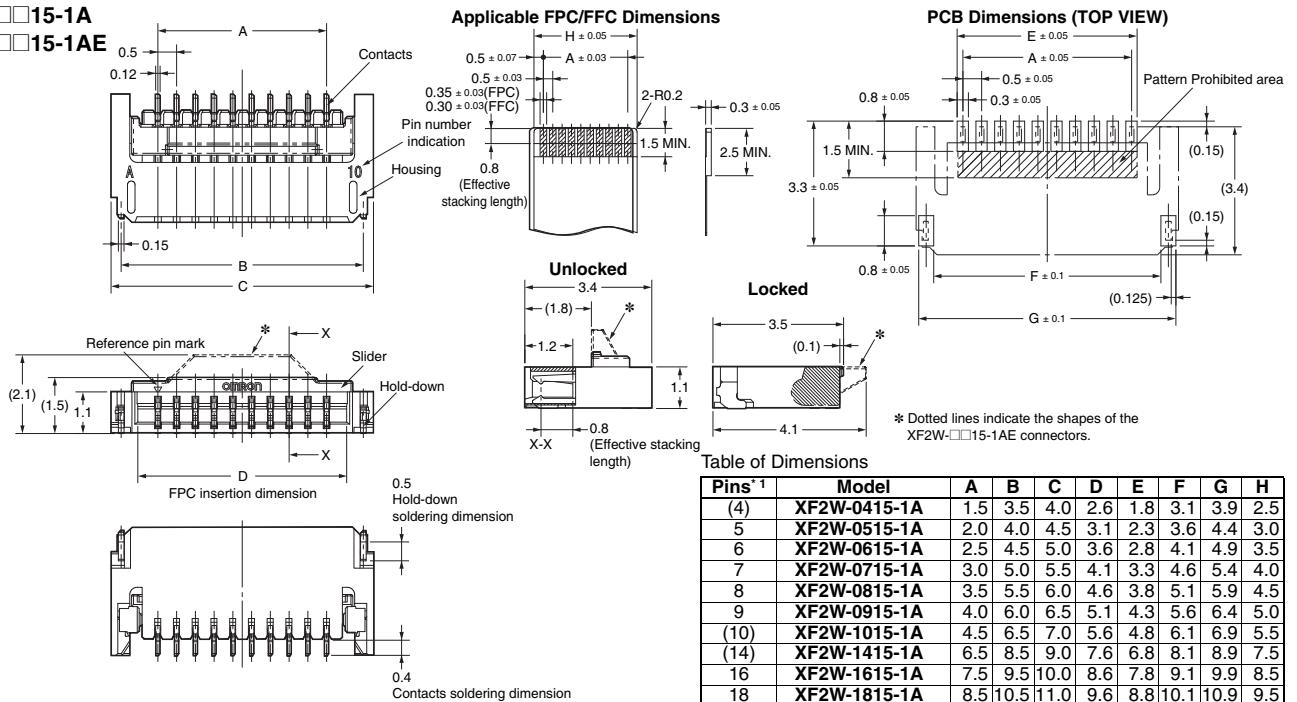 □□15-1A
□□15-1AE
A
0.5
0.12
Contacts
Pin number
indication
A
10
Housing
0.15
B
C
Reference pin mark
*
X
Slider
OMRON
Hold-down
(2.1)
(1.5)
1.1
X
D
FPC insertion dimension
0.5
Hold-down
soldering dimension
0.4
Contacts soldering dimension
Applicable FPC/FFC Dimensions
H ± 0.05
0.5 ± 0.07
A ± 0.03
0.5 ± 0.03
0.35 ± 0.03(FPC)
0.30 ± 0.03(FFC)
2-R0.2
0.3 ± 0.05
1.5 MIN.
2.5 MIN.
0.8
(Effective
stacking length)
Unlocked
3.4
(1.8)
*
1.2
1.1
X-X
0.8
(Effective stacking
length)
Locked
3.5
(0.1)
*
4.1
PCB Dimensions (TOP VIEW)
E ± 0.05
A ± 0.05
0.5 ± 0.05
Pattern Prohibited area
0.8 ± 0.05
0.3 ± 0.05
1.5 MIN.
(0.15)
3.3 ± 0.05
(3.4)
(0.15)
0.8 ± 0.05
F ± 0.1
(0.125)
G ± 0.1
* Dotted lines indicate the shapes of the
XF2W-□□15-1AE connectors.
Table of Dimensions
Pins*1 Model A B C D E F G H
(4) XF2W-0415-1A 1.5 3.5 4.0 2.6 1.8 3.1 3.9 2.5
5 XF2W-0515-1A 2.0 4.0 4.5 3.1 2.3 3.6 4.4 3.0
6 XF2W-0615-1A 2.5 4.5 5.0 3.6 2.8 4.1 4.9 3.5
7 XF2W-0715-1A 3.0 5.0 5.5 4.1 3.3 4.6 5.4 4.0
8 XF2W-0815-1A 3.5 5.5 6.0 4.6 3.8 5.1 5.9 4.5
9 XF2W-0915-1A 4.0 6.0 6.5 5.1 4.3 5.6 6.4 5.0
(10) XF2W-1015-1A 4.5 6.5 7.0 5.6 4.8 6.1 6.9 5.5
(14) XF2W-1415-1A 6.5 8.5 9.0 7.6 6.8 8.1 8.9 7.5
16 XF2W-1615-1A 7.5 9.5 10.0 8.6 7.8 9.1 9.9 8.5
18 XF2W-1815-1A 8.5 10.5 11.0 9.6 8.8 10.1 10.9 9.5